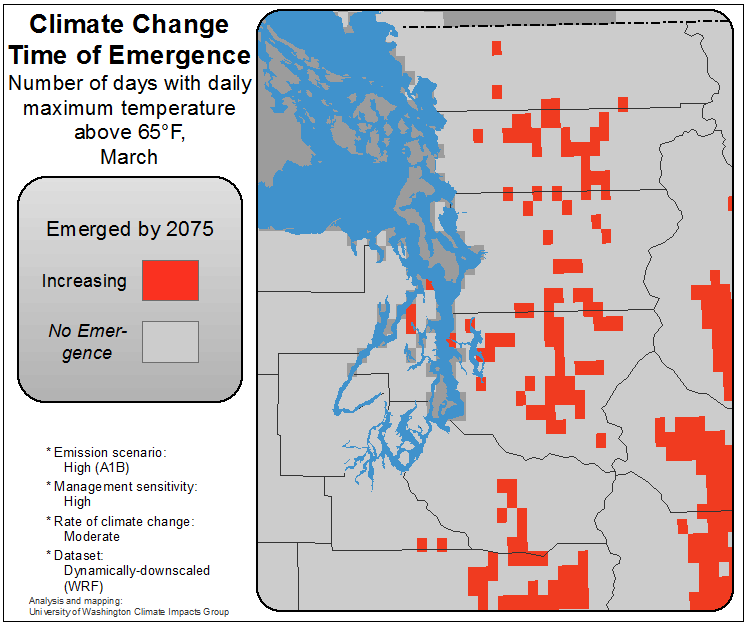 Climate Change
Time of Emergence
Number of days with daily
maximum temperature
above 65°F,
March
Emerged by 2075
Increasing
No Emer-
gence
* Emission scenario:
High (A1B)
* Management sensitivity:
High
* Rate of climate change:
Moderate
* Dataset:
Dynamically-downscaled
(WRF)
Analysis and mapping:
University of Washington Climate Impacts Group